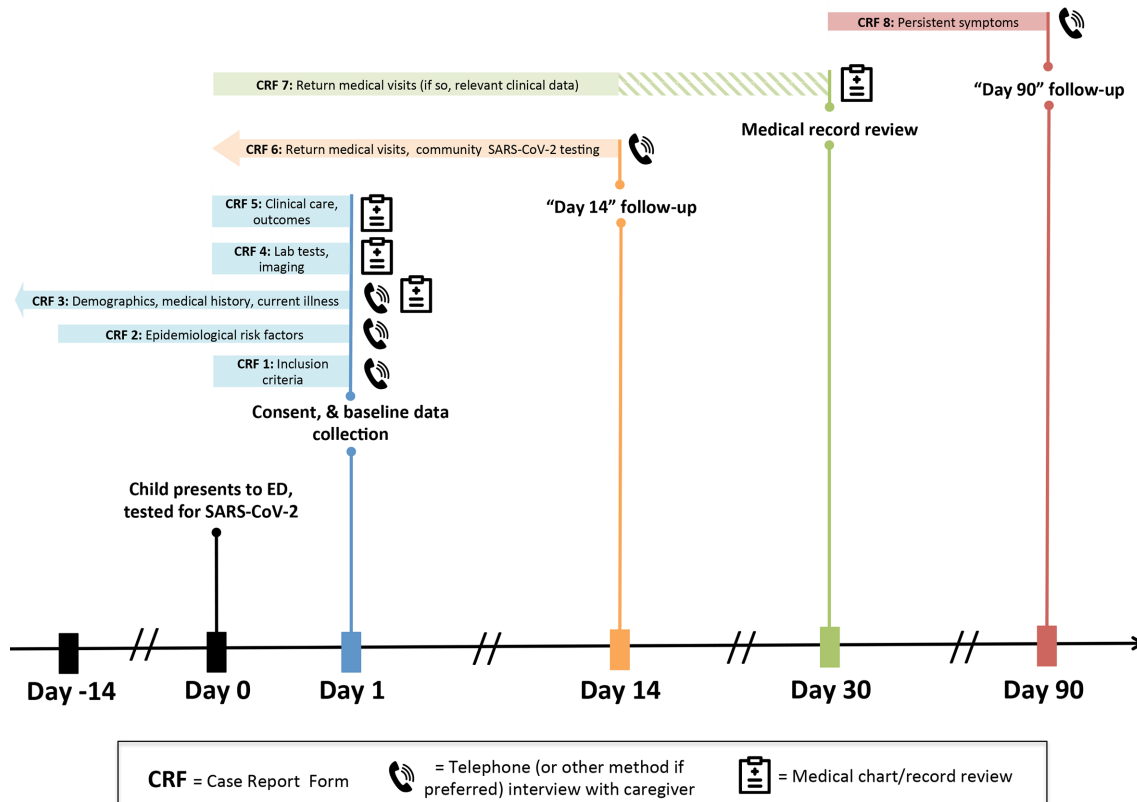 CRF 8: Persistent symptoms
CRF 7: Return medical visits (if so, relevant clinical data)
“Day 90” follow-up
Medical record review
CRF 6: Return medical visits, community SARS-CoV-2 testing
“Day 14” follow-up
CRF 5: Clinical care,
outcomes
CRF 4: Lab tests,
imaging
CRF 3: Demographics, medical history, current illness
CRF 2: Epidemiological risk factors
CRF 1: Inclusion
criteria
Consent, & baseline data
collection
Child presents to ED,
tested for SARS-CoV-2
Day -14
Day 0
Day 1
Day 14
Day 30
Day 90
CRF = Case Report Form
= Telephone (or other method if
preferred) interview with caregiver
= Medical chart/record review